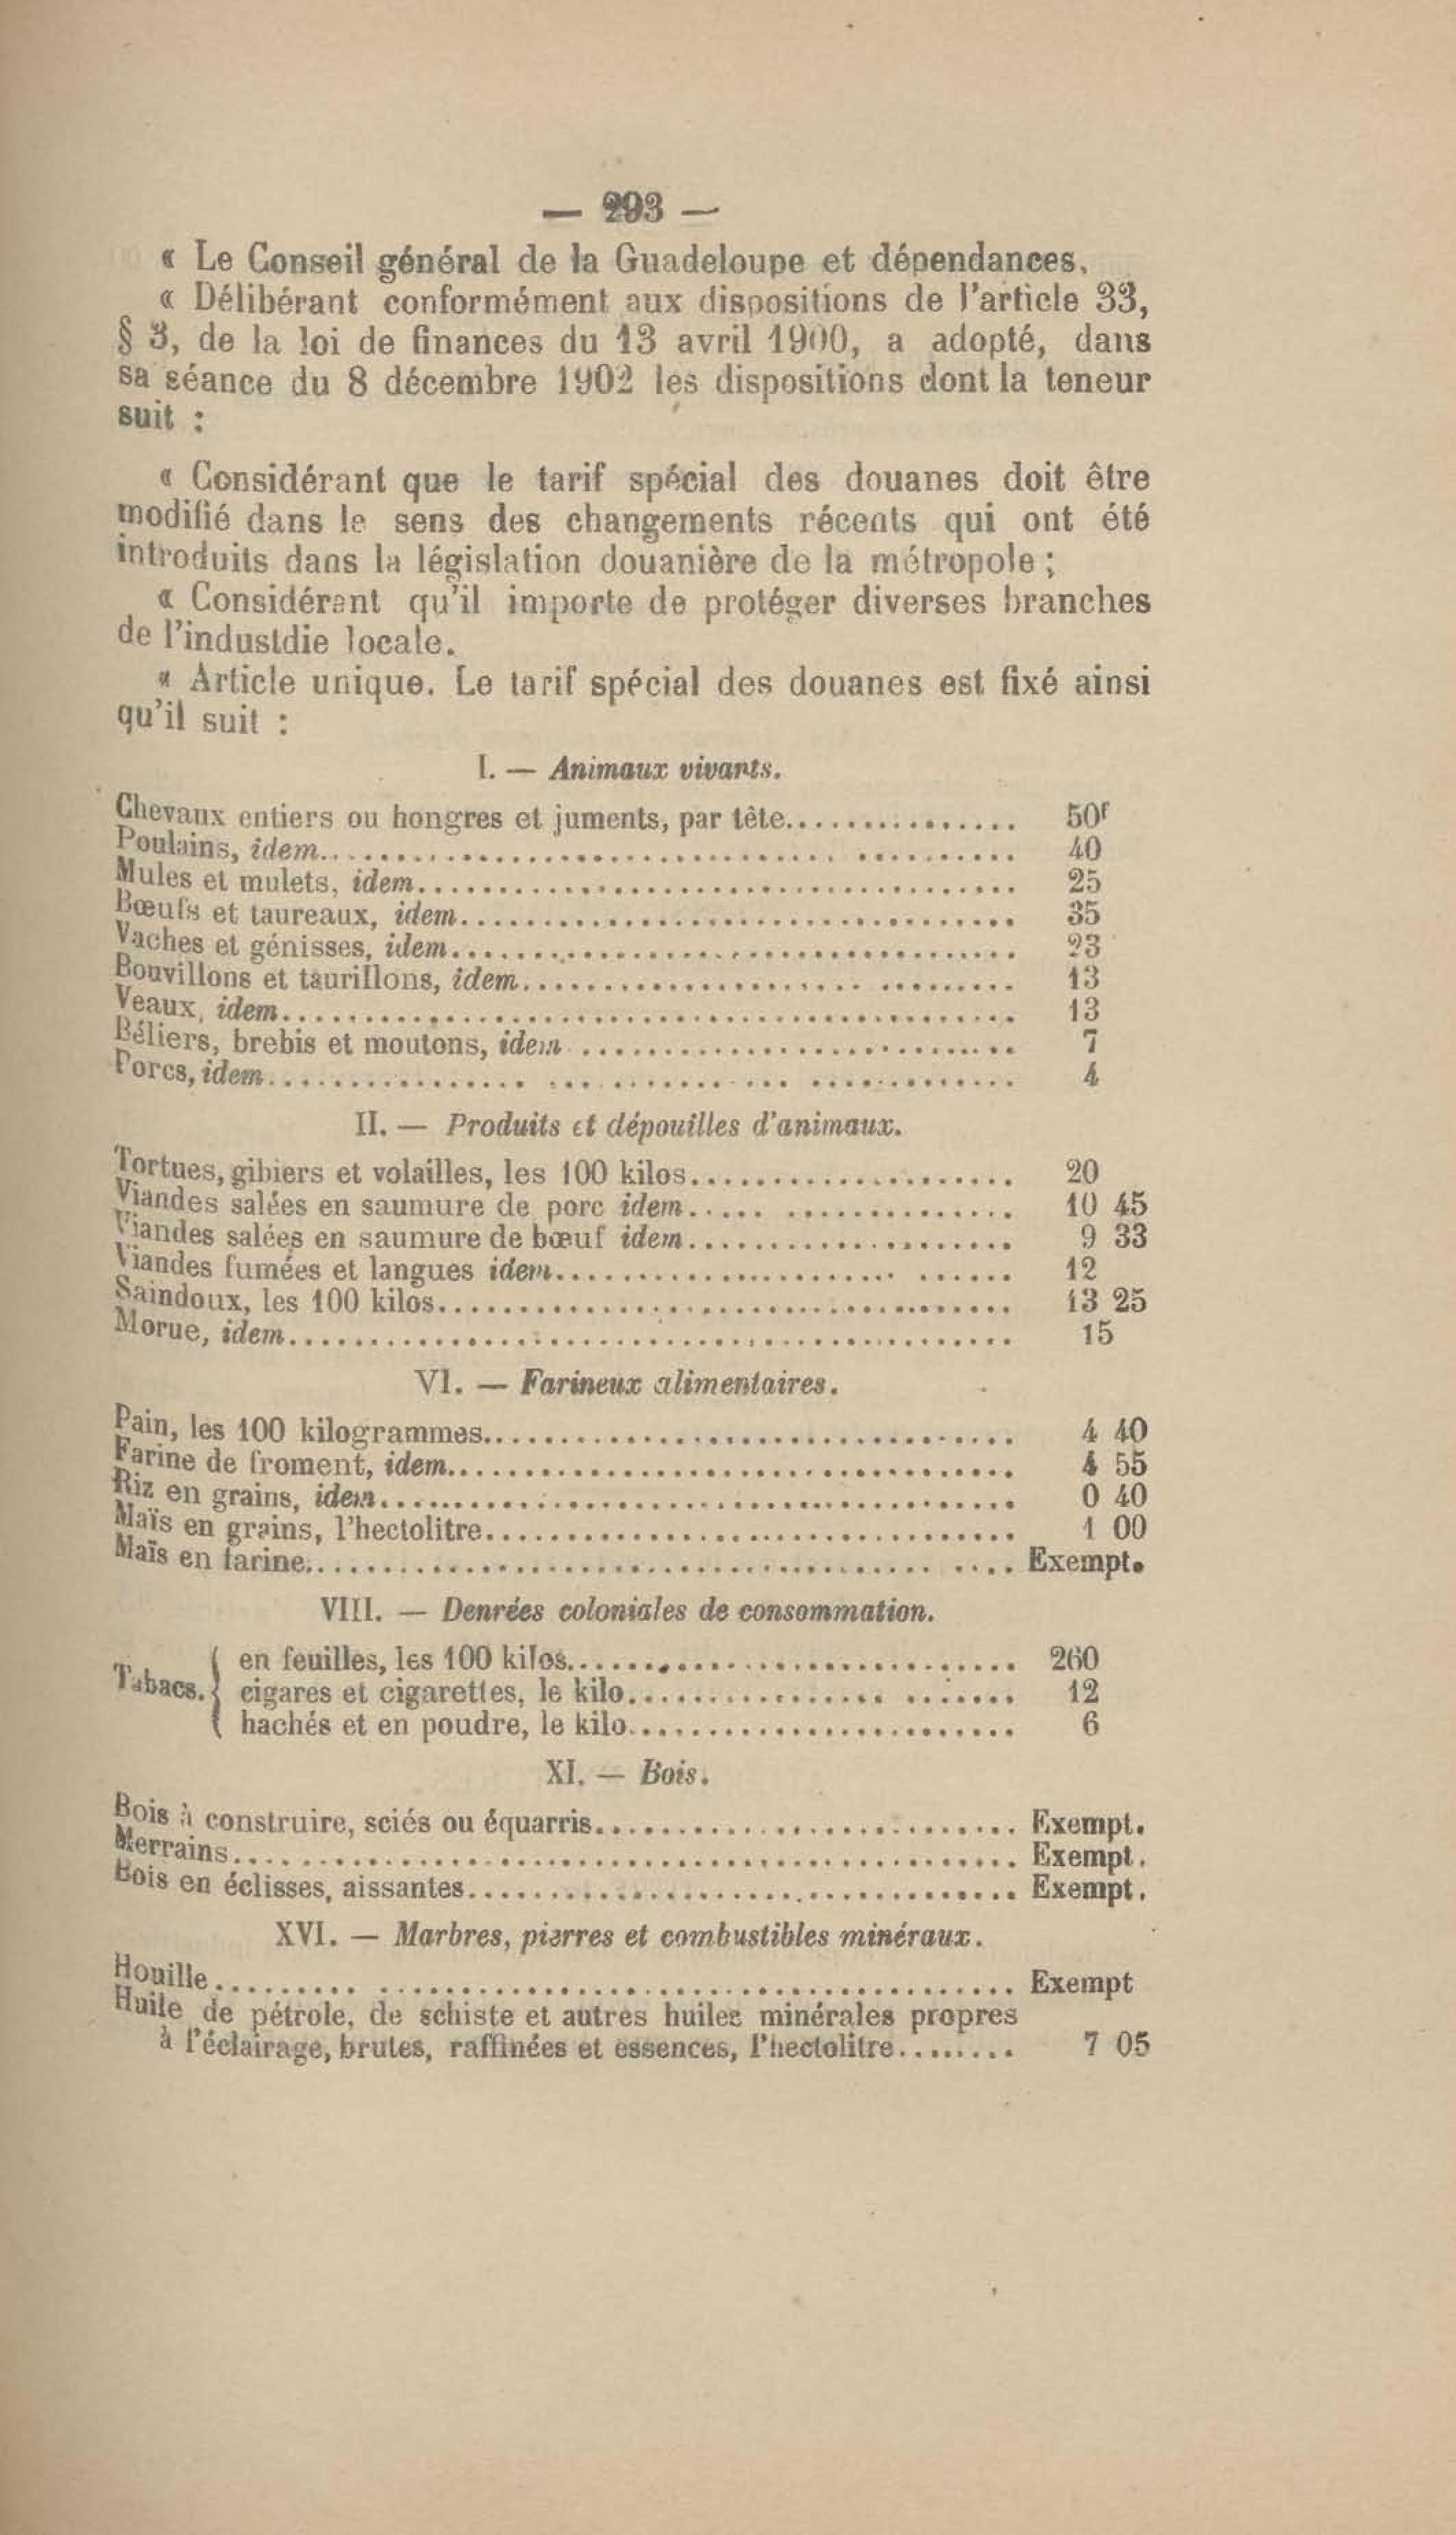 — 293 —
« Le Conseil général de la Guadeloupe et dépendances,
« Délibérant conformément aux dispositions de l'article 33,
§ 3, de la loi de finances du 13 avril 1900, a adopté, dans
sa séance du 8 décembre 1902 les dispositions dont la teneur
suit :
« Considérant que le tarif spécial des douanes doit être
modifié dans le sens des changements récents qui ont été
introduits dans la législation douanière de la métropole ;
« Considérant qu'il importe de protéger diverses branches
de l'industdie locale.
« Article unique. Le tarif spécial des douanes est fixé ainsi
qu'il suit :
I. — Animaux vivants.
Chevaux entiers ou hongres et juments, par tête.............. 50f
Poulains, idem.............. 40
Mules et mulets, idem.............. 25
Bœufs et taureaux, idem.............. 35
Vaches et génisses, idem.............. 23
Bouvillons et taurillons, idem.............. 13
Veaux, idem.............. 13
Béliers, brebis et moutons, idem.............. 7
Porcs, idem.............. 4
II. — Produits et dépouilles d'animaux.
Tortues, gibiers et volailles, les 100 kilos.............. 20
Viandes salées en saumure de porc idem.............. 10 45
Viandes salées en saumure de bœuf idem.............. 9 33
Viandes fumées et langues idem.............. 12
Saindoux, les 100 kilos.............. 13 25
Morue, idem.............. 15
VI. — Farineux alimentaires.
Pain, les 100 kilogrammes.............. 4 40
Farine de froment, idem.............. 4 55
Riz en grains, idem.............. 0 40
Maïs en grains, l'hectolitre.............. 1 00
Maïs en farine.............. Exempt.
VIII. — Denrées coloniales de consommation.
en feuilles, les 100 kilos.............. 260
Tabacs. { cigares et cigarettes, le kilo.............. 12
hachés et en poudre, le kilo.............. 6
XI. — Bois.
Bois à construire, sciés ou équarris.............. Exempt.
Merrains.............. Exempt.
Bois en éclisses, aissantes.............. Exempt.
XVI. — Marbres, pierres et combustibles minéraux.
Houille.............. Exempt
Huile de pétrole, de schiste et autres huiles minérales propres
à l'éclairage, brutes, raffinées et essences, l'hectolitre......... 7 05